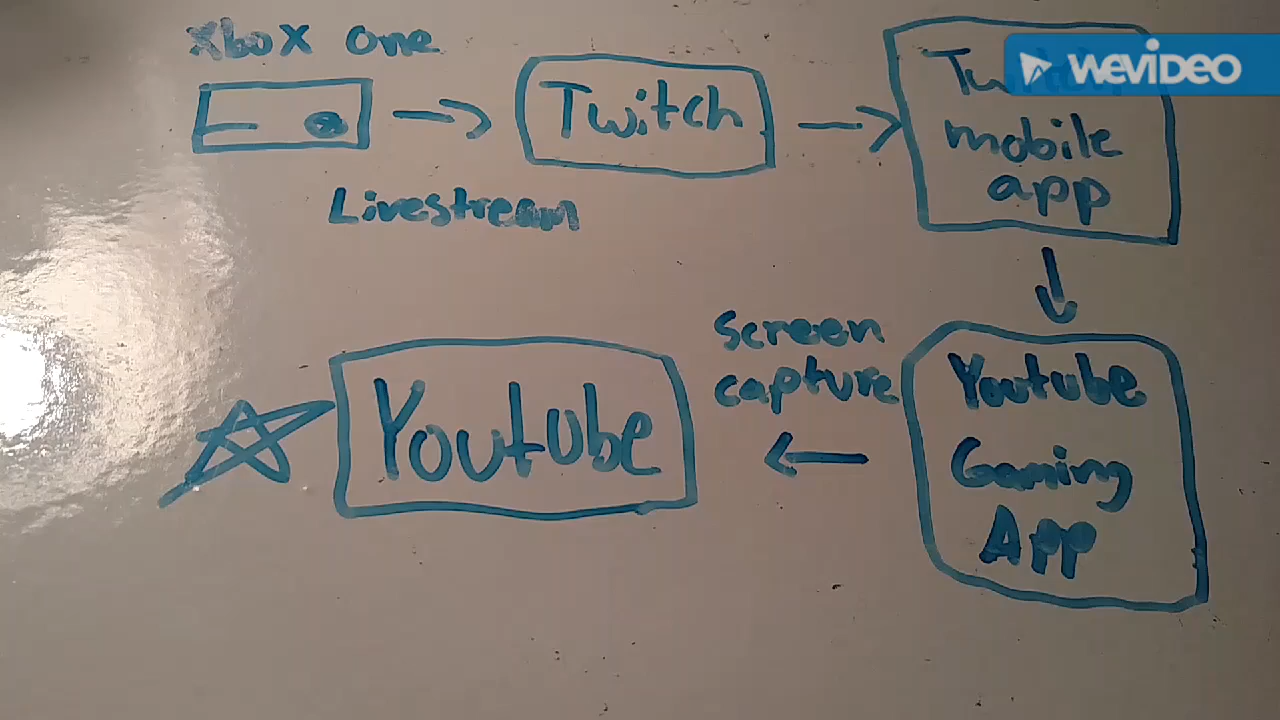 Xbox One
WEVIDEO
Twitch
mobile
app
Livestream
Screen
capture
Youtube
Gaming
App
Youtube